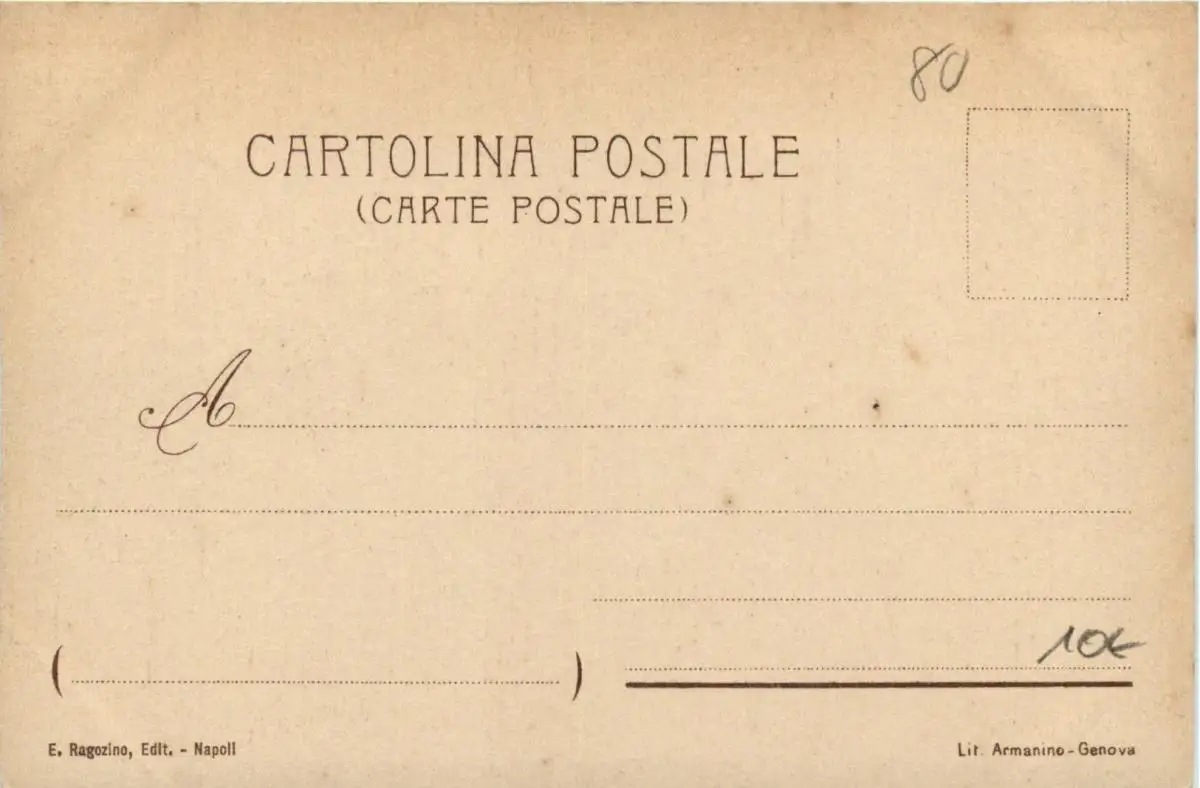 80
CARTOLINA POSTALE
(CARTE POSTALE)
A
10€
( )
E. Ragozino, Edit. - Napoli
Lit. Armanino-Genova